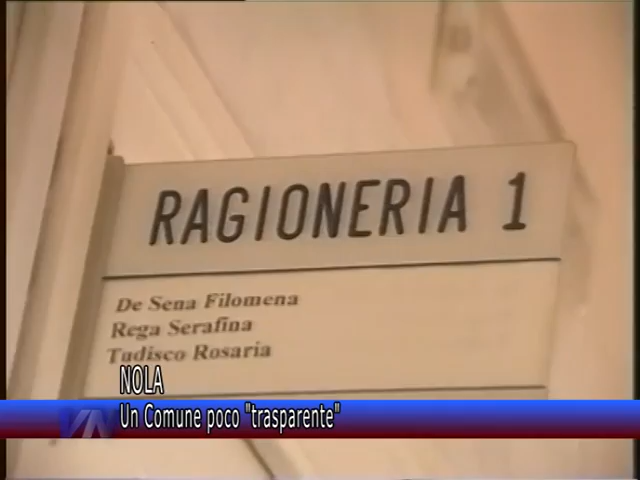 RAGIONERIA 1
De Sena Filomena
Rega Serafina
Tudisco Rosaria
NOLA
Un Comune poco "trasparente"